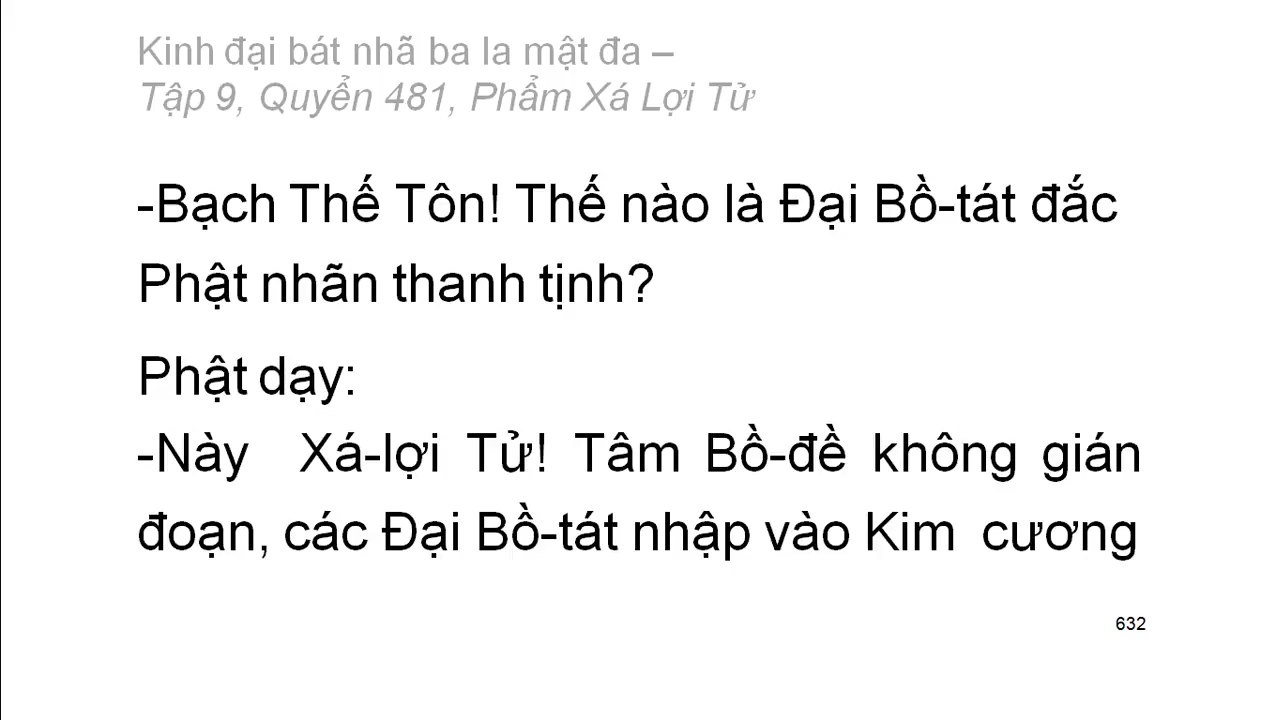 Kinh đại bát nhã ba la mật đa –
Tập 9, Quyển 481, Phẩm Xá Lợi Tử
-Bạch Thế Tôn! Thế nào là Đại Bồ-tát đắc
Phật nhãn thanh tịnh?
Phật dạy:
-Này Xá-lợi Tử! Tâm Bồ-đề không gián
đoạn, các Đại Bồ-tát nhập vào Kim cương
632